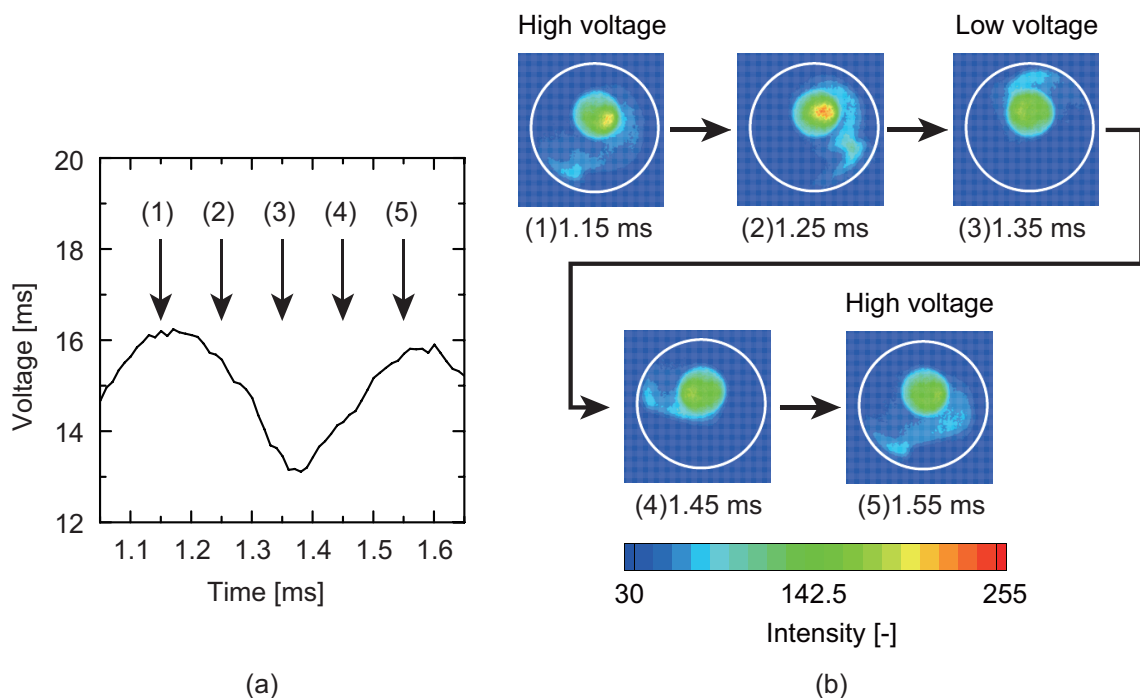 High voltage
Low voltage
(1)1.15 ms
(2)1.25 ms
(3)1.35 ms
High voltage
(4)1.45 ms
(5)1.55 ms
30
142.5
255
Intensity [-]
(b)
20
18
16
14
12
Voltage [ms]
(1)
(2)
(3)
(4)
(5)
1.1
1.2
1.3
1.4
1.5
1.6
Time [ms]
(a)